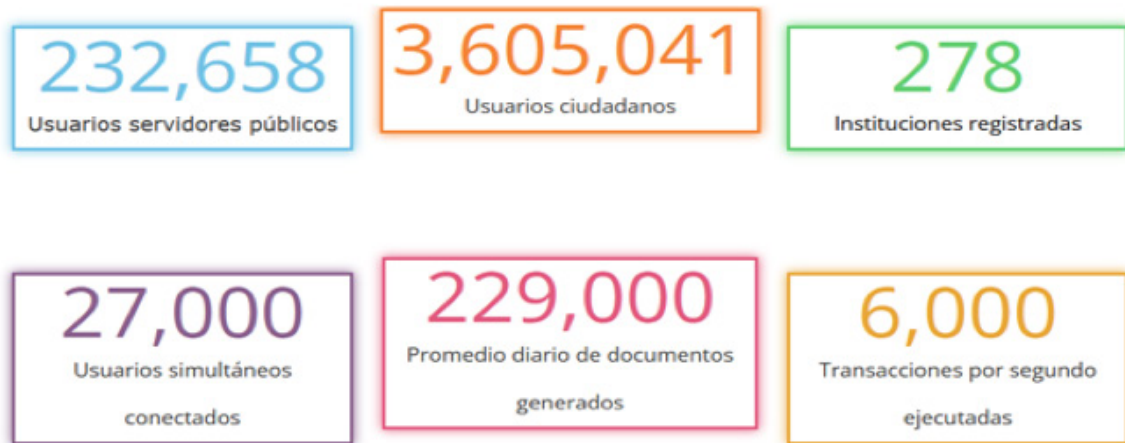 232,658
Usuarios servidores públicos
3,605,041
Usuarios ciudadanos
278
Instituciones registradas
27,000
Usuarios simultáneos
conectados
229,000
Promedio diario de documentos
generados
6,000
Transacciones por segundo
ejecutadas